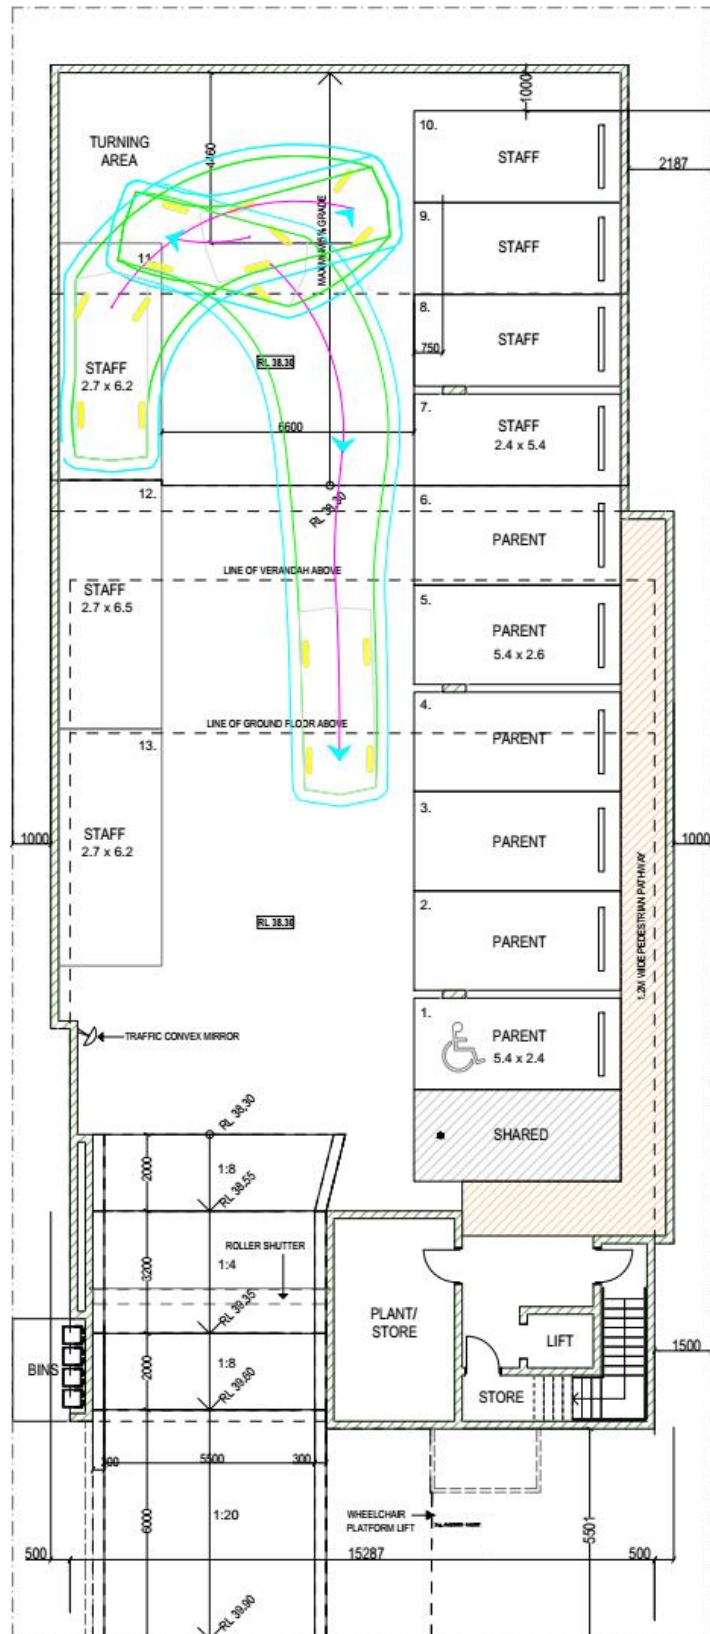 1000
10.
STAFF
TURNING
AREA
4460
2187
9.
STAFF
MAXIMUM 5% GRADE
11.
8.
STAFF
750
RL 38.30
STAFF
2.7 x 6.2
7.
STAFF
2.4 x 5.4
6600
12.
6.
RL 38.30
PARENT
LINE OF VERANDAH ABOVE
STAFF
2.7 x 6.5
5.
PARENT
5.4 x 2.6
4.
LINE OF GROUND FLOOR ABOVE
PARENT
13.
3.
STAFF
2.7 x 6.2
PARENT
1000
1000
1.2M WIDE PEDESTRIAN PATHWAY
2.
RL 38.30
PARENT
1.
PARENT
5.4 x 2.4
TRAFFIC CONVEX MIRROR
RL 38.30
SHARED
2000
1:8
RL 38.55
ROLLER SHUTTER
3200
1:4
RL 39.35
PLANT/
STORE
LIFT
1500
2000
1:8
BINS
RL 39.60
STORE
300
5500
300
6000
1:20
WHEELCHAIR
PLATFORM LIFT
5501
500
15287
500
RL 39.90